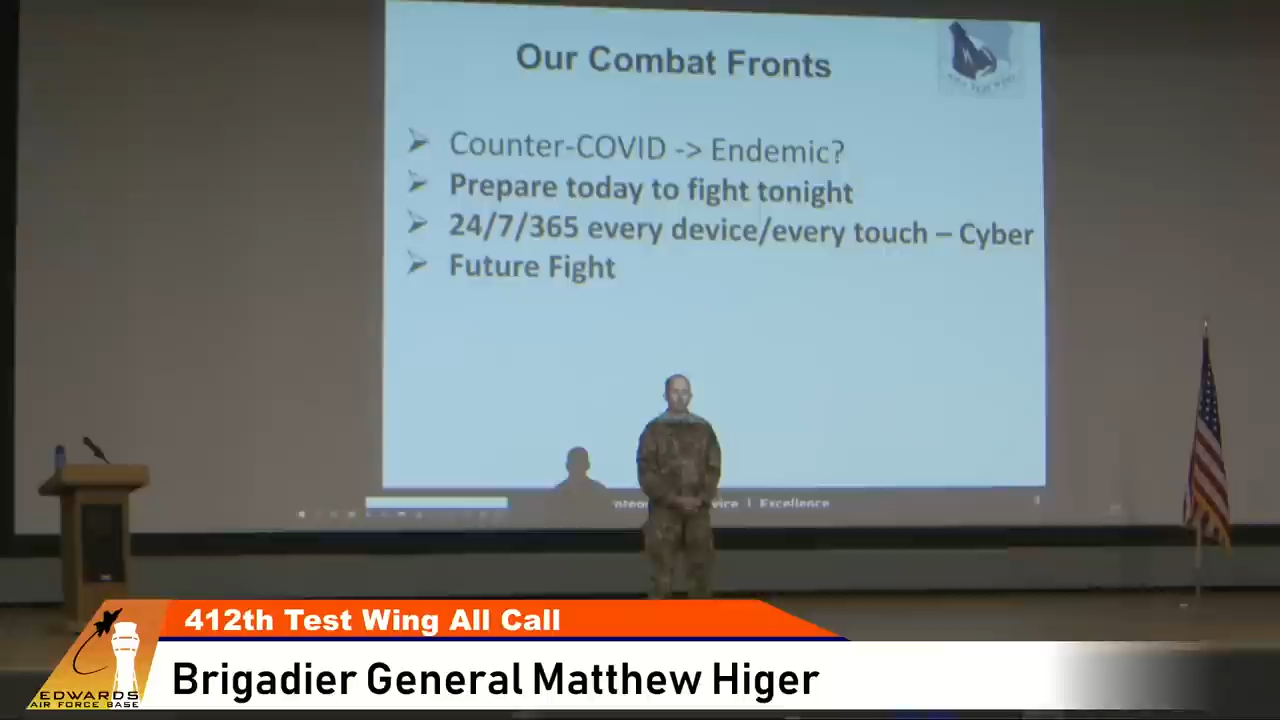 Our Combat Fronts
Counter-COVID -> Endemic?
Prepare today to fight tonight
24/7/365 every device/every touch – Cyber
Future Fight
| Excellence
412th Test Wing All Call
Brigadier General Matthew Higer
EDWARDS
AIR FORCE BASE